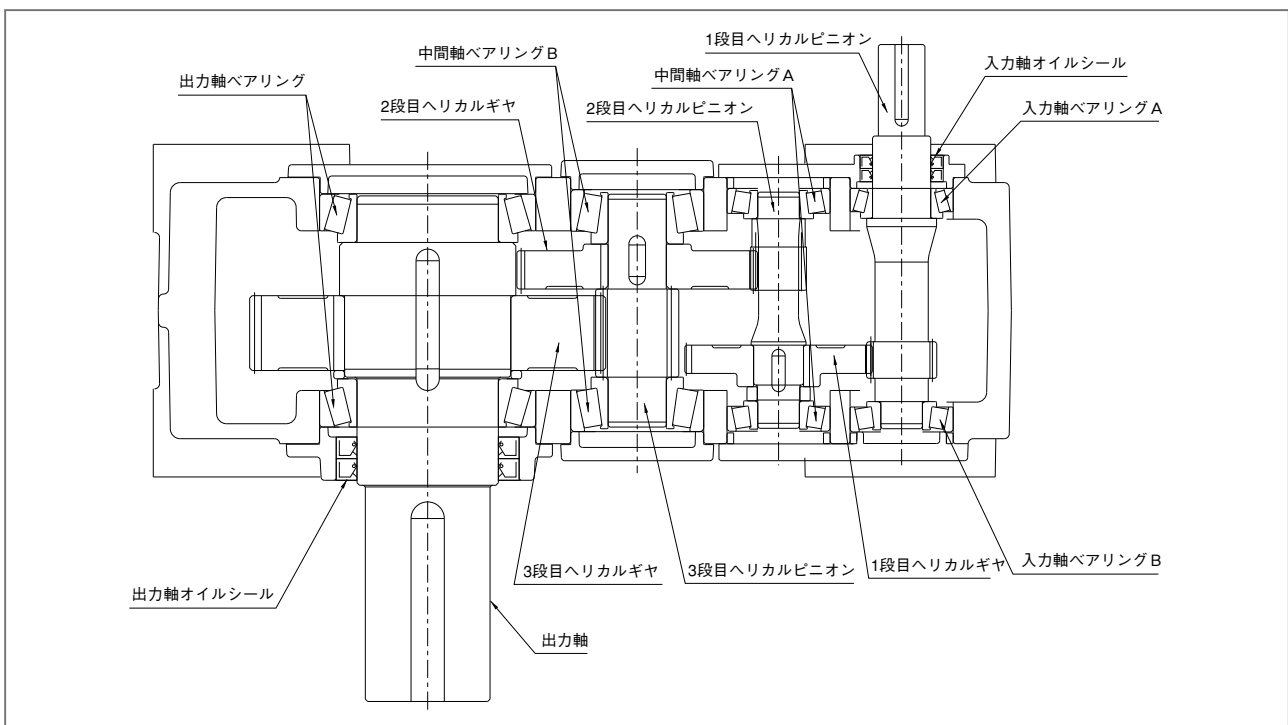 1段目ヘリカルピニオン
中間軸ベアリングB
入力軸オイルシール
出力軸ベアリング
中間軸ベアリングA
2段目ヘリカルギヤ
2段目ヘリカルピニオン
入力軸ベアリングA
3段目ヘリカルギヤ
3段目ヘリカルピニオン
1段目ヘリカルギヤ
入力軸ベアリングB
出力軸オイルシール
出力軸